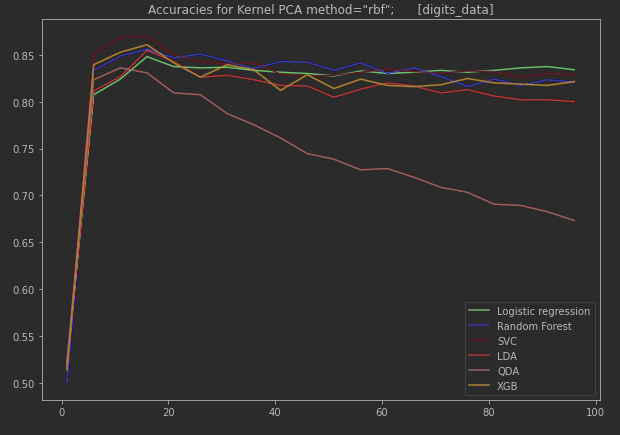 Accuracies for Kernel PCA method="rbf"; [digits_data]
0.85
0.80
0.75
0.70
0.65
0.60
0.55
0.50
0 20 40 60 80 100
Logistic regression
Random Forest
SVC
LDA
QDA
XGB